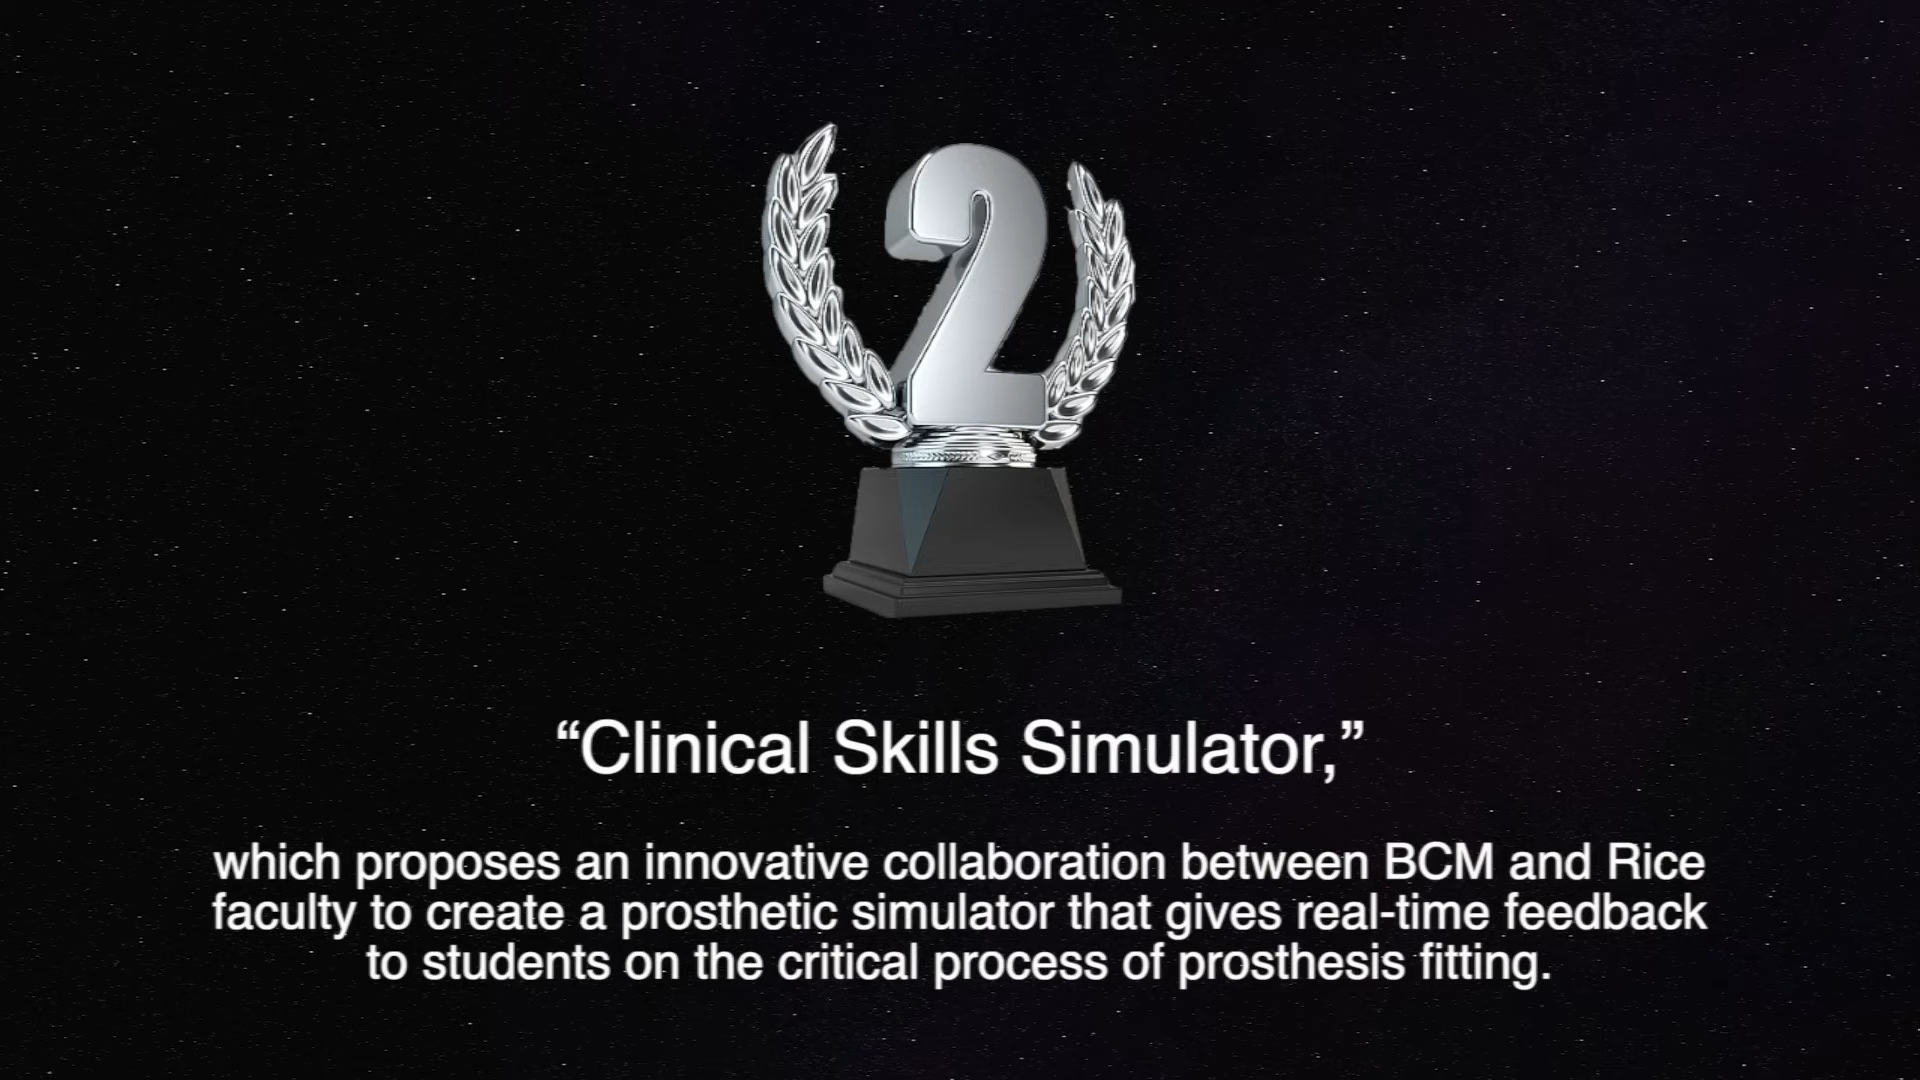 2
“Clinical Skills Simulator,”
which proposes an innovative collaboration between BCM and Rice
faculty to create a prosthetic simulator that gives real-time feedback
to students on the critical process of prosthesis fitting.